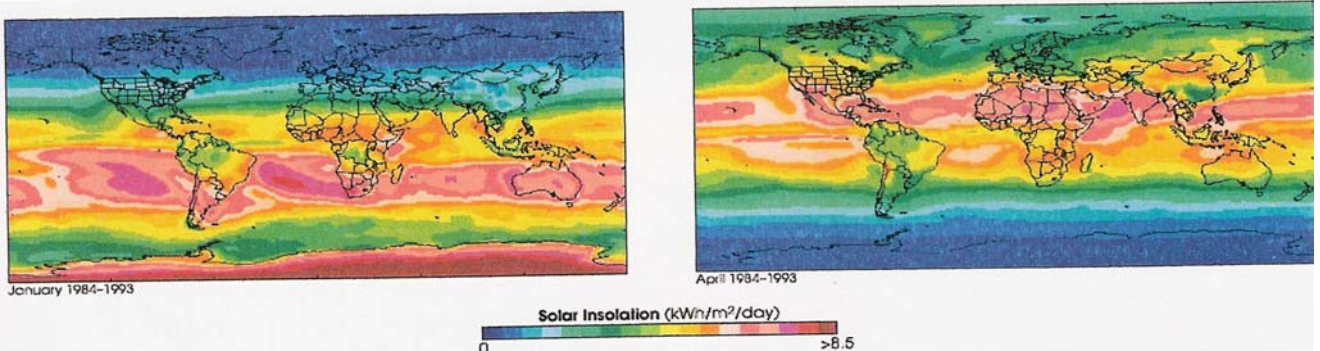 January 1984–1993
April 1984–1993
Solar Insolation (kWh/m²/day)
0
>8.5